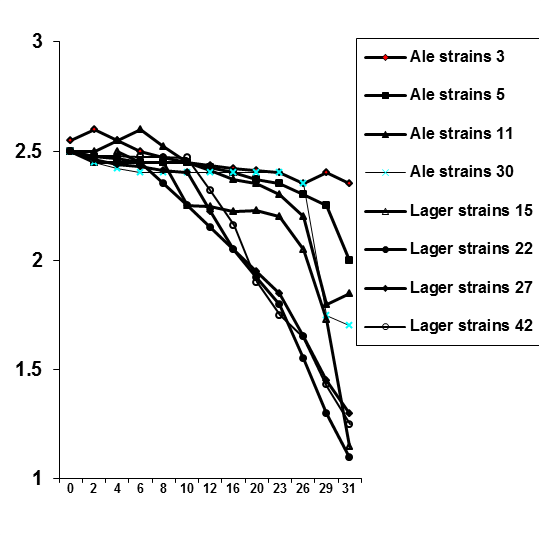 3
2.5
2
1.5
1
0 2 4 6 8 10 12 16 20 23 26 29 31
Ale strains 3
Ale strains 5
Ale strains 11
Ale strains 30
Lager strains 15
Lager strains 22
Lager strains 27
Lager strains 42